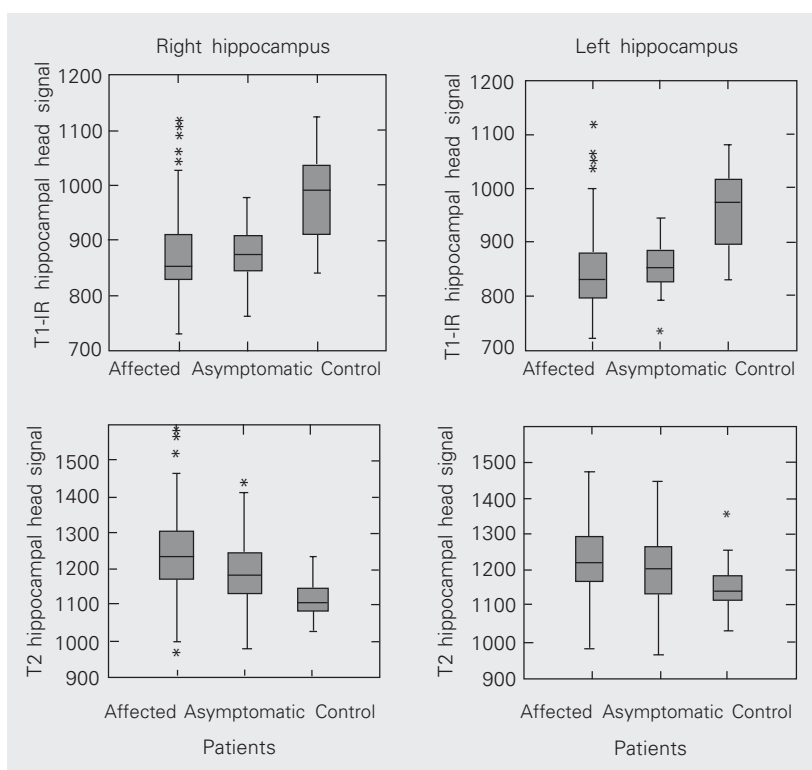 Right hippocampus
T1-IR hippocampal head signal
1200
1100
1000
900
800
700
Affected Asymptomatic Control
Left hippocampus
T1-IR hippocampal head signal
1200
1100
1000
900
800
700
Affected Asymptomatic Control
T2 hippocampal head signal
1500
1400
1300
1200
1100
1000
900
Affected Asymptomatic Control
Patients
T2 hippocampal head signal
1500
1400
1300
1200
1100
1000
900
Affected Asymptomatic Control
Patients